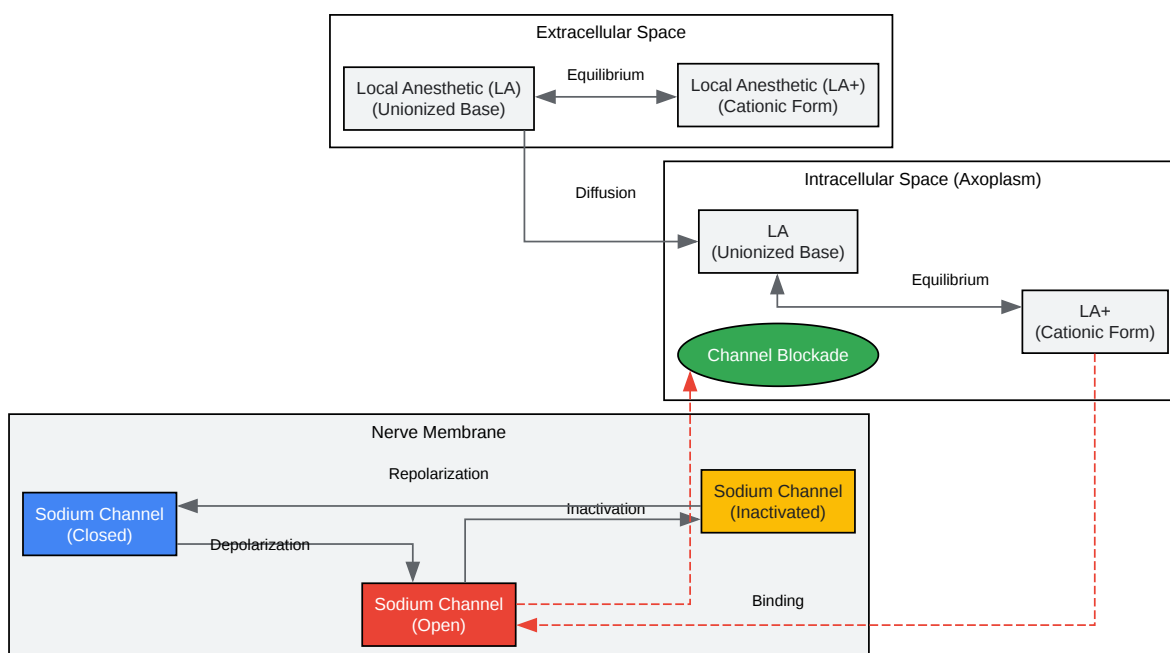 Extracellular Space
Local Anesthetic (LA)
(Unionized Base)
Equilibrium
Local Anesthetic (LA+)
(Cationic Form)
Diffusion
Intracellular Space (Axoplasm)
LA
(Unionized Base)
Equilibrium
LA+
(Cationic Form)
Channel Blockade
Nerve Membrane
Repolarization
Sodium Channel
(Closed)
Depolarization
Inactivation
Sodium Channel
(Inactivated)
Sodium Channel
(Open)
Binding